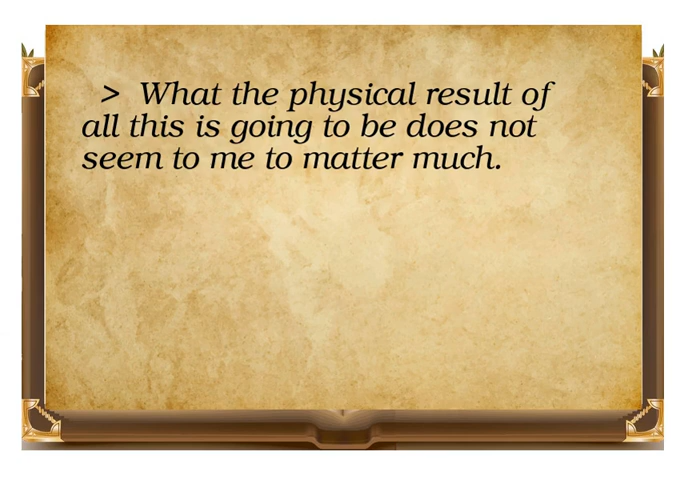 > What the physical result of
all this is going to be does not
seem to me to matter much.